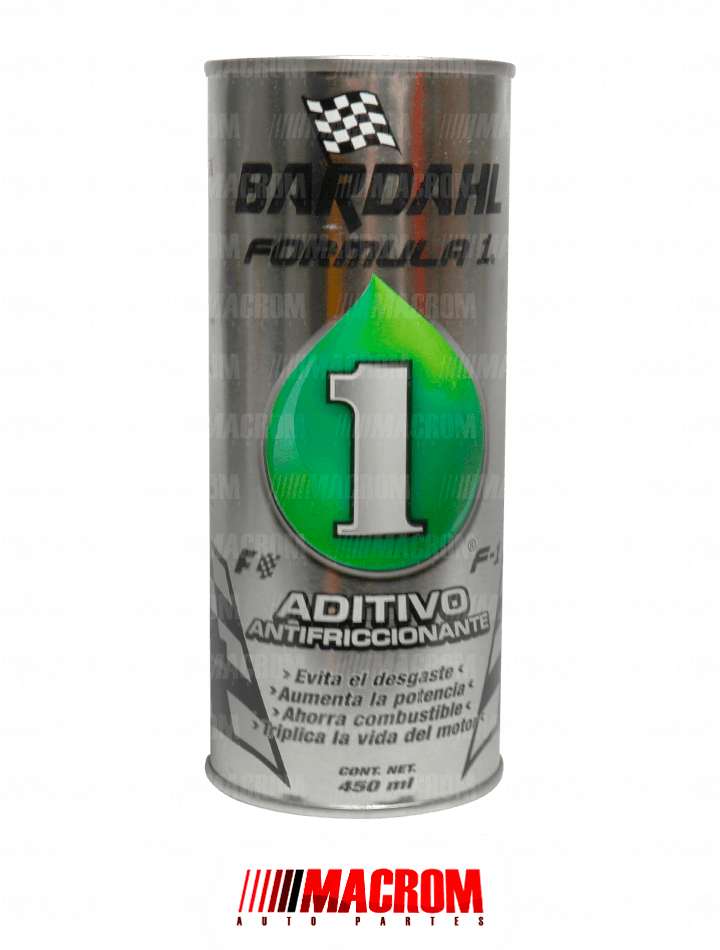 BARDAHL
FORMULA 1
1
F
® F-1
ADITIVO
ANTIFRICCIONANTE
› Evita el desgaste ‹
› Aumenta la potencia ‹
› Ahorra combustible ‹
› Triplica la vida del motor ‹
CONT. NET.
450 ml
MACROM
AUTO PARTES